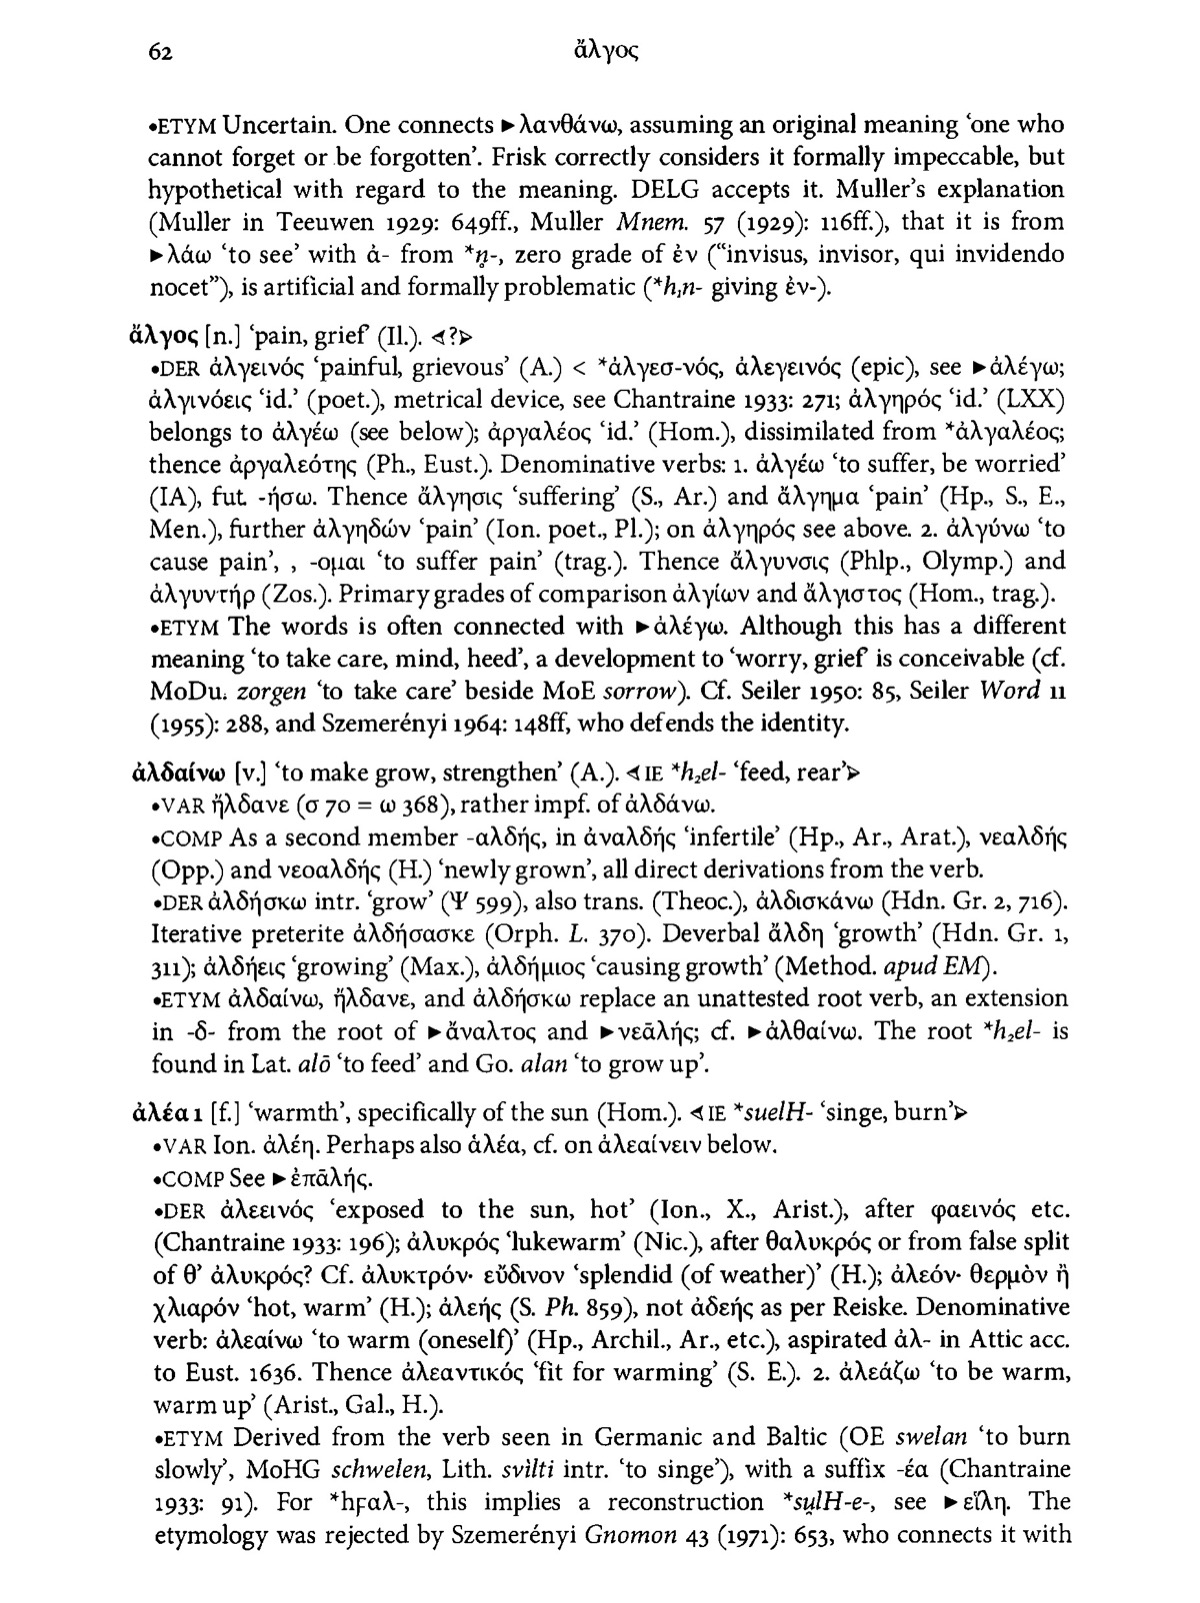 62 ἄλγος
•ETYM Uncertain. One connects ►λανθάνω, assuming an original meaning ‘one who
cannot forget or be forgotten’. Frisk correctly considers it formally impeccable, but
hypothetical with regard to the meaning. DELG accepts it. Muller’s explanation
(Muller in Teeuwen 1929: 649ff., Muller Mnem. 57 (1929): 116ff.), that it is from
►λάω ‘to see’ with ἀ- from *n̥-, zero grade of ἐν (“invisus, invisor, qui invidendo
nocet”), is artificial and formally problematic (*h₁n- giving ἐν-).
ἄλγος [n.] ‘pain, grief’ (Il.). ⊲?⊳
•DER ἀλγεινός ‘painful, grievous’ (A.) < *ἀλγεσ-νός, ἀλεγεινός (epic), see ►ἀλέγω;
ἀλγινόεις ‘id.’ (poet.), metrical device, see Chantraine 1933: 271; ἀλγηρός ‘id.’ (LXX)
belongs to ἀλγέω (see below); ἀργαλέος ‘id.’ (Hom.), dissimilated from *ἀλγαλέος;
thence ἀργαλεότης (Ph., Eust.). Denominative verbs: 1. ἀλγέω ‘to suffer, be worried’
(IA), fut. -ήσω. Thence ἄλγησις ‘suffering’ (S., Ar.) and ἄλγημα ‘pain’ (Hp., S., E.,
Men.), further ἀλγηδών ‘pain’ (Ion. poet., Pl.); on ἀλγηρός see above. 2. ἀλγύνω ‘to
cause pain’, , -ομαι ‘to suffer pain’ (trag.). Thence ἄλγυνσις (Phlp., Olymp.) and
ἀλγυντήρ (Zos.). Primary grades of comparison ἀλγίων and ἄλγιστος (Hom., trag.).
•ETYM The words is often connected with ►ἀλέγω. Although this has a different
meaning ‘to take care, mind, heed’, a development to ‘worry, grief’ is conceivable (cf.
MoDu. zorgen ‘to take care’ beside MoE sorrow). Cf. Seiler 1950: 85, Seiler Word 11
(1955): 288, and Szemerényi 1964: 148ff, who defends the identity.
ἀλδαίνω [v.] ‘to make grow, strengthen’ (A.). ⊲IE *h₂el- ‘feed, rear’⊳
•VAR ἤλδανε (σ 70 = ω 368), rather impf. of ἀλδάνω.
•COMP As a second member -αλδής, in ἀναλδής ‘infertile’ (Hp., Ar., Arat.), νεαλδής
(Opp.) and νεοαλδής (H.) ‘newly grown’, all direct derivations from the verb.
•DER ἀλδήσκω intr. ‘grow’ (Ψ 599), also trans. (Theoc.), ἀλδισκάνω (Hdn. Gr. 2, 716).
Iterative preterite ἀλδήσασκε (Orph. L. 370). Deverbal ἄλδη ‘growth’ (Hdn. Gr. 1,
311); ἀλδήεις ‘growing’ (Max.), ἀλδήμιος ‘causing growth’ (Method. apud EM).
•ETYM ἀλδαίνω, ἤλδανε, and ἀλδήσκω replace an unattested root verb, an extension
in -δ- from the root of ►ἄναλτος and ►νεᾱλής; cf. ►ἀλθαίνω. The root *h₂el- is
found in Lat. alō ‘to feed’ and Go. alan ‘to grow up’.
ἀλέα 1 [f.] ‘warmth’, specifically of the sun (Hom.). ⊲IE *suelH- ‘singe, burn’⊳
•VAR Ion. ἀλέη. Perhaps also ἁλέα, cf. on ἀλεαίνειν below.
•COMP See ►ἐπᾱλής.
•DER ἀλεεινός ‘exposed to the sun, hot’ (Ion., X., Arist.), after φαεινός etc.
(Chantraine 1933: 196); ἀλυκρός ‘lukewarm’ (Nic.), after θαλυκρός or from false split
of θ’ ἁλυκρός? Cf. ἀλυκτρόν· εὔδινον ‘splendid (of weather)’ (H.); ἀλεόν· θερμὸν ἢ
χλιαρόν ‘hot, warm’ (H.); ἀλεής (S. Ph. 859), not ἀδεής as per Reiske. Denominative
verb: ἀλεαίνω ‘to warm (oneself)’ (Hp., Archil., Ar., etc.), aspirated ἁλ- in Attic acc.
to Eust. 1636. Thence ἀλεαντικός ‘fit for warming’ (S. E.). 2. ἀλεάζω ‘to be warm,
warm up’ (Arist., Gal., H.).
•ETYM Derived from the verb seen in Germanic and Baltic (OE swelan ‘to burn
slowly’, MoHG schwelen, Lith. svìlti intr. ‘to singe’), with a suffix -έα (Chantraine
1933: 91). For *hϝαλ-, this implies a reconstruction *su̯lH-e-, see ►εἵλη. The
etymology was rejected by Szemerényi Gnomon 43 (1971): 653, who connects it with